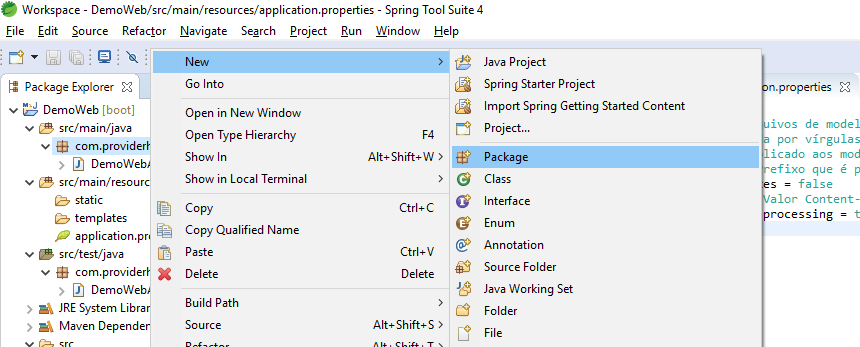 Workspace - DemoWeb/src/main/resources/application.properties - Spring Tool Suite 4
File Edit Source Refactor Navigate Search Project Run Window Help
Package Explorer
DemoWeb [boot]
src/main/java
com.providerh
DemoWebA
src/main/resourc
static
templates
application.pro
src/test/java
com.providerh
DemoWebA
JRE System Librar
Maven Dependen
src
New
Go Into
Open in New Window
Open Type Hierarchy F4
Show In Alt+Shift+W
Show in Local Terminal
Copy Ctrl+C
Copy Qualified Name
Paste Ctrl+V
Delete Delete
Build Path
Source Alt+Shift+S
Refactor Alt+Shift+T
Java Project
Spring Starter Project
Import Spring Getting Started Content
Project...
Package
Class
Interface
Enum
Annotation
Source Folder
Java Working Set
Folder
File
on.properties
uivos de model
a por vírgulas
licado aos mod
refixo que é p
es = false
Valor Content-
processing = t